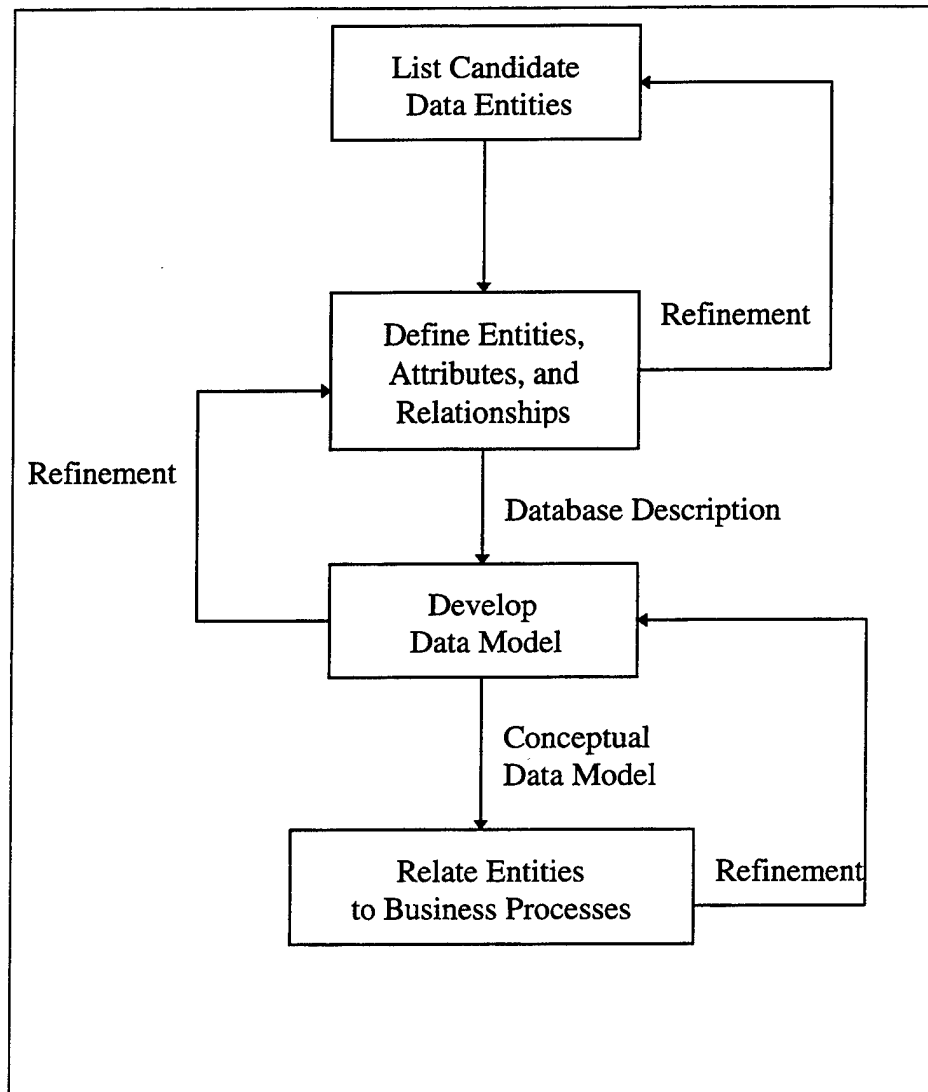 List Candidate
Data Entities
Refinement
Define Entities,
Attributes, and
Relationships
Refinement
Database Description
Develop
Data Model
Conceptual
Data Model
Relate Entities
to Business Processes
Refinement